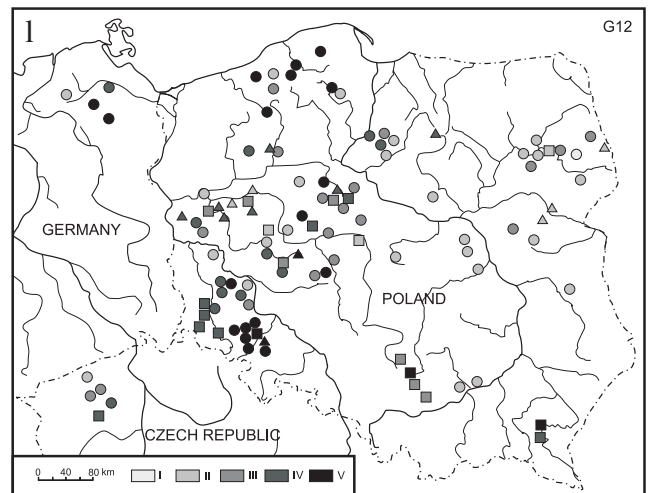 1
G12
GERMANY
POLAND
CZECH REPUBLIC
0 40 80 km
I II III IV V